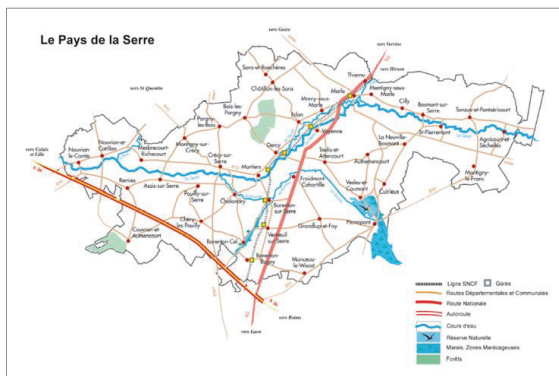 Le Pays de la Serre
vers Guise
vers Vervins
vers Hirson
vers St Quentin
Sons-et-Ronchères
Châtillon-les-Sons
Thiernu
Marle
Montigny-sous-
Marle
Marcy-sous-
Marle
Cilly
Bosmont-sur-
Serre
Tavaux-et-Pontséricourt
Bois-les-
Pargny
Erlon
Pargny-
les-Bois
Voyenne
St-Pierremont
Agnicourt-et
Séchelles
vers Calais
et Lille
Nouvion-
le-Comte
Nouvion-et
Catillon
Mesbrecourt-
Richecourt
Montigny-sur-
Crécy
Crécy-sur-
Serre
Dercy
Toulis-et
Attencourt
La Neuville
Bosmont
Autremencourt
Montigny-
le-Franc
A 26
Renies
Assis-sur
Serre
Mortiers
Froidmont-
Cohartille
Vesles-et
Caumont
Cuirieux
Pouilly-sur-
Serre
Chalandry
Barenton-
sur-Serre
Pierrepont
Chéry-
les-Pouilly
Grandlup-et-Fay
Couvron-et
Aumencourt
Verneuil
sur-Serre
Barenton-Cel
Barenton-
Bugny
Monceau-
le-Waast
A 26
vers Laon
vers Reims
Ligne SNCF
Gares
Routes Départementales et Communales
Route Nationale
Autoroute
Cours d'eau
Réserve Naturelle
Marais, Zones Marécageuses
Forêts